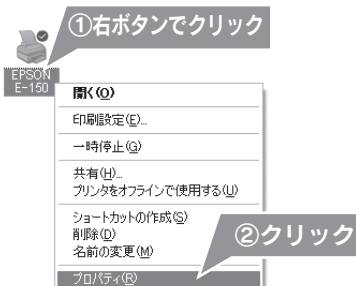 ①右ボタンでクリック
EPSON
E-150
開く(O)
印刷設定(E)...
一時停止(G)
共有(H)...
プリンタをオフラインで使用する(U)
ショートカットの作成(S)
削除(D)
名前の変更(M)
②クリック
プロパティ(R)